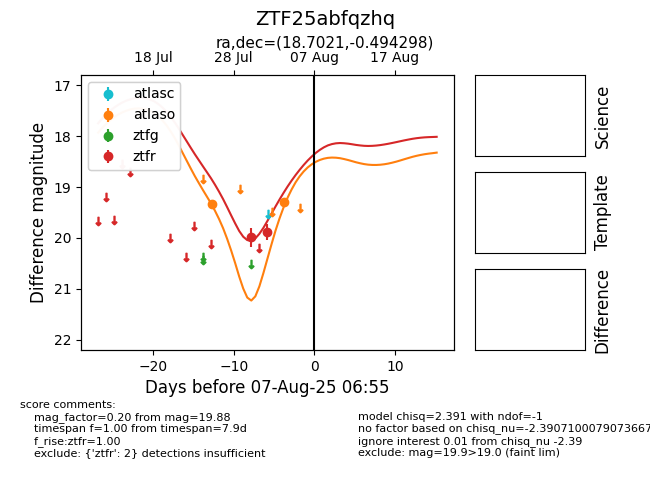 ZTF25abfqzhq
ra,dec=(18.7021,-0.494298)
18 Jul 28 Jul 07 Aug 17 Aug
17
18
19
20
21
22
Difference magnitude
atlasc
atlaso
ztfg
ztfr
−20 −10 0 10
Days before 07-Aug-25 06:55
Science
Template
Difference
score comments:
mag_factor=0.20 from mag=19.88
timespan f=1.00 from timespan=7.9d
f_rise:ztfr=1.00
exclude: {'ztfr': 2} detections insufficient
model chisq=2.391 with ndof=-1
no factor based on chisq_nu=-2.3907100079073667
ignore interest 0.01 from chisq_nu -2.39
exclude: mag=19.9>19.0 (faint lim)